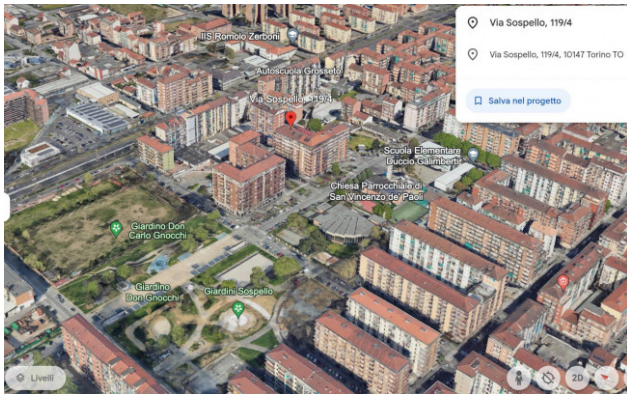 Via Sospello, 119/4
Via Sospello, 119/4, 10147 Torino TO
Salva nel progetto
IIS Romolo Zerboni
Autoscuola Grosseto
Via Sospello, 119/4
Scuola Elementare
Duccio Galimberti
Chiesa Parrocchiale di
San Vincenzo de' Paoli
Giardino Don
Carlo Gnocchi
Giardino
Don Gnocchi
Giardini Sospello
Livelli
2D